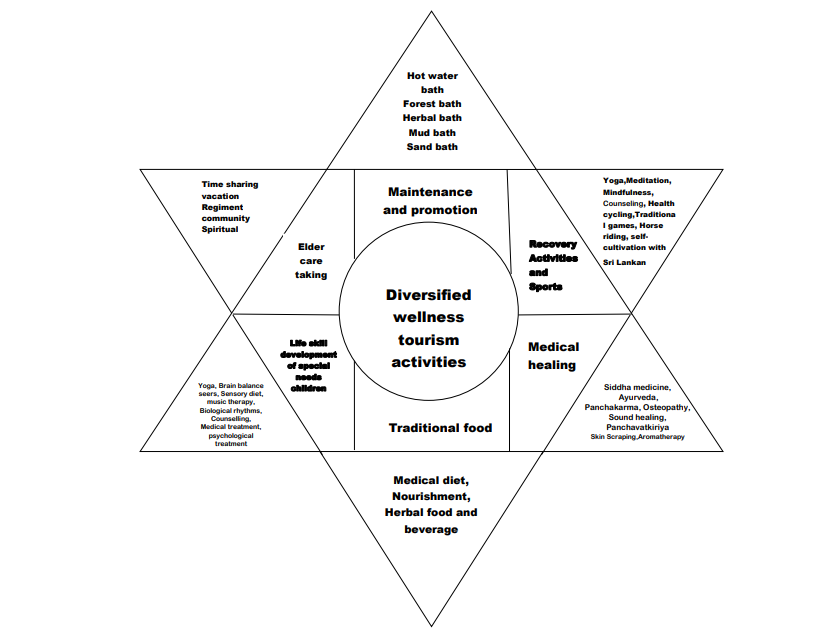 Hot water
bath
Forest bath
Herbal bath
Mud bath
Sand bath
Time sharing
vacation
Regiment
community
Spiritual
Maintenance
and promotion
Yoga,Meditation,
Mindfulness,
Counseling, Health
cycling,Traditiona
l games, Horse
riding, self-
cultivation with
Sri Lankan
Elder
care
taking
Recovery
Activities
and
Sports
Diversified
wellness
tourism
activities
Life skill
development
of special
needs
children
Medical
healing
Yoga, Brain balance
seers, Sensory diet,
music therapy,
Biological rhythms,
Counselling,
Medical treatment,
psychological
treatment
Siddha medicine,
Ayurveda,
Panchakarma, Osteopathy,
Sound healing,
Panchavatkiriya
Skin Scraping,Aromatherapy
Traditional food
Medical diet,
Nourishment,
Herbal food and
beverage